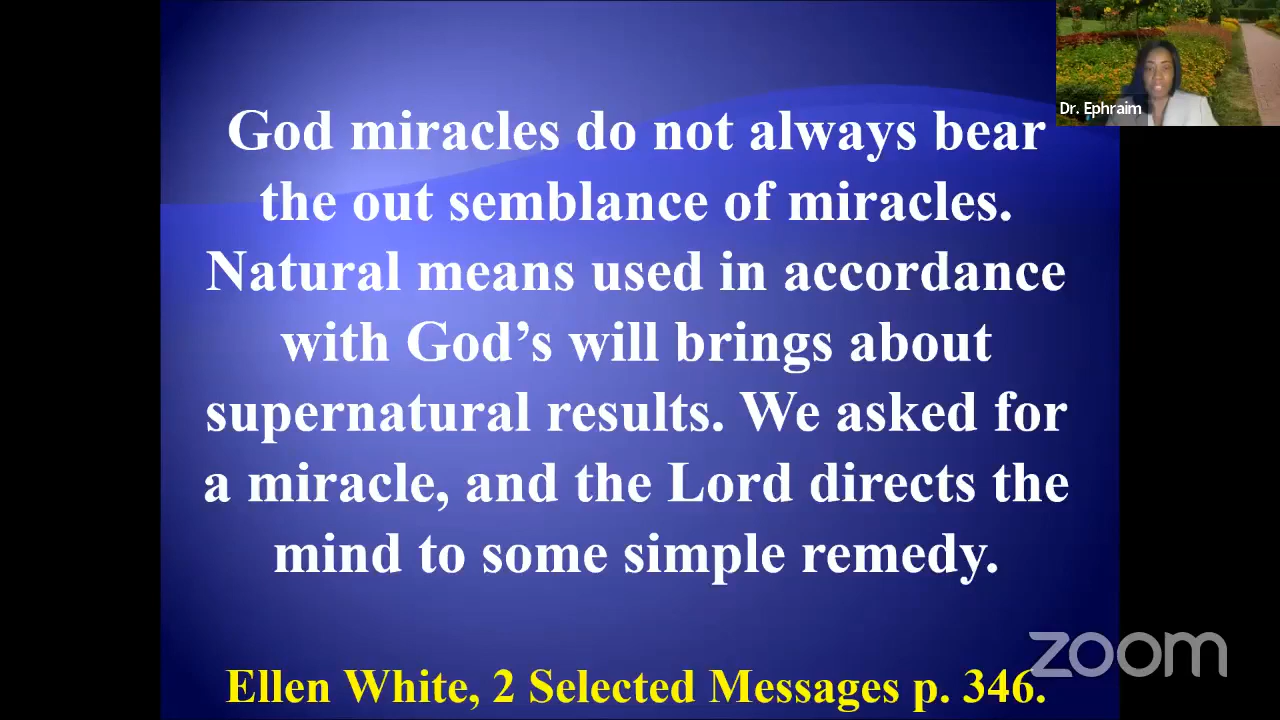 God miracles do not always bear
the out semblance of miracles.
Natural means used in accordance
with God’s will brings about
supernatural results. We asked for
a miracle, and the Lord directs the
mind to some simple remedy.
Ellen White, 2 Selected Messages p. 346.
Dr. Ephraim
zoom